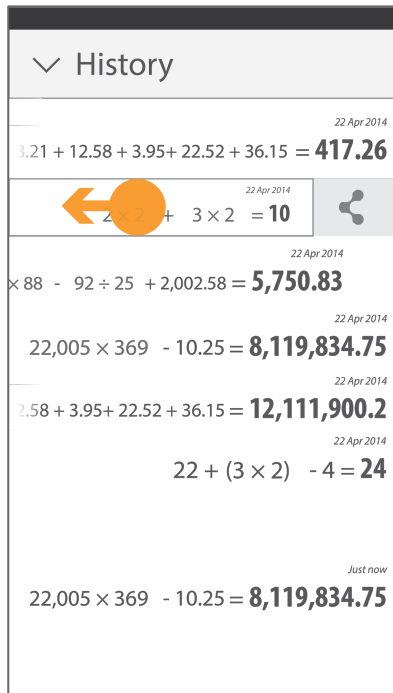 History
22 Apr 2014
3.21 + 12.58 + 3.95+ 22.52 + 36.15 = 417.26
22 Apr 2014
2 × 2 + 3 × 2 = 10
22 Apr 2014
× 88 - 92 ÷ 25 + 2,002.58 = 5,750.83
22 Apr 2014
22,005 × 369 - 10.25 = 8,119,834.75
22 Apr 2014
2.58 + 3.95+ 22.52 + 36.15 = 12,111,900.2
22 Apr 2014
22 + (3 × 2) - 4 = 24
Just now
22,005 × 369 - 10.25 = 8,119,834.75